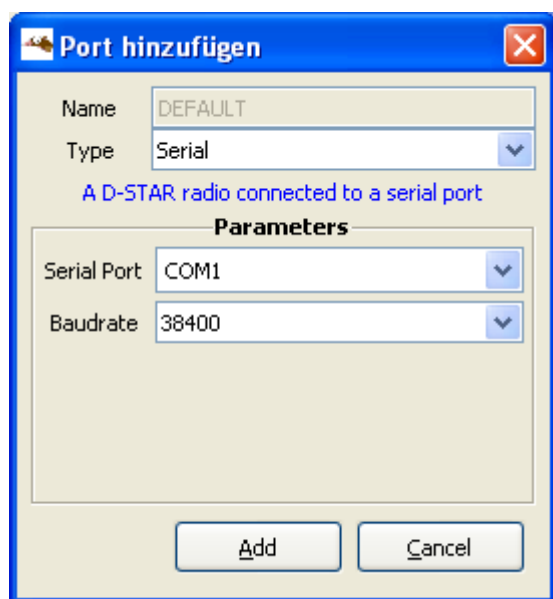 Port hinzufügen
Name DEFAULT
Type Serial
A D-STAR radio connected to a serial port
Parameters
Serial Port COM1
Baudrate 38400
Add Cancel